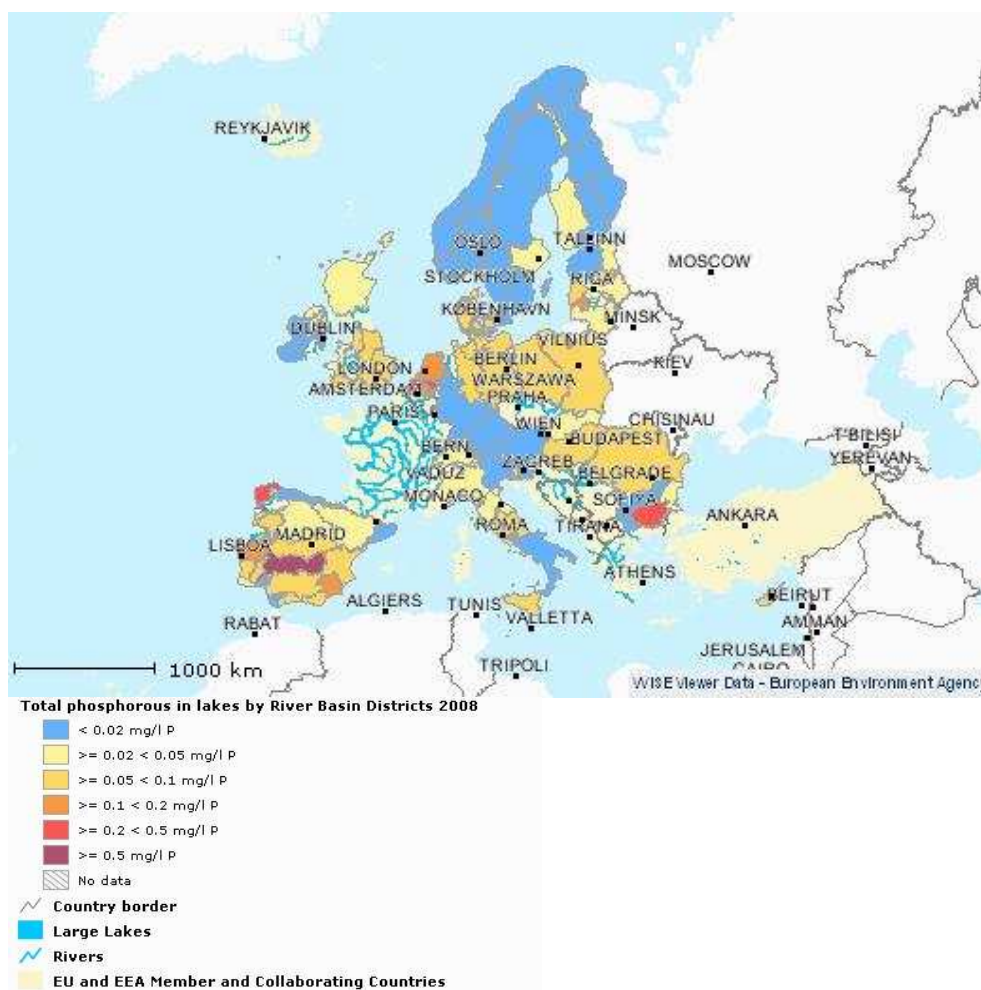 REYKJAVIK
OSLO
TALLINN
STOCKHOLM
MOSCOW
RIGA
KØBENHAVN
MINSK
DUBLIN
VILNIUS
BERLIN
LONDON
WARSZAWA
KIEV
AMSTERDAM
PRAHA
PARIS
CHISINAU
WIEN
BUDAPEST
T'BILISI
BERN
ZAGREB
YEREVAN
VADUZ
BELGRADE
MONACO
SOFIYA
ROMA
TIRANA
ANKARA
MADRID
LISBOA
ATHENS
BEIRUT
ALGIERS
TUNIS
VALLETTA
AMMAN
RABAT
JERUSALEM
TRIPOLI
CAIRO
1000 km
WISE Viewer Data - European Environment Agenc
Total phosphorous in lakes by River Basin Districts 2008
< 0.02 mg/l P
>= 0.02 < 0.05 mg/l P
>= 0.05 < 0.1 mg/l P
>= 0.1 < 0.2 mg/l P
>= 0.2 < 0.5 mg/l P
>= 0.5 mg/l P
No data
Country border
Large Lakes
Rivers
EU and EEA Member and Collaborating Countries